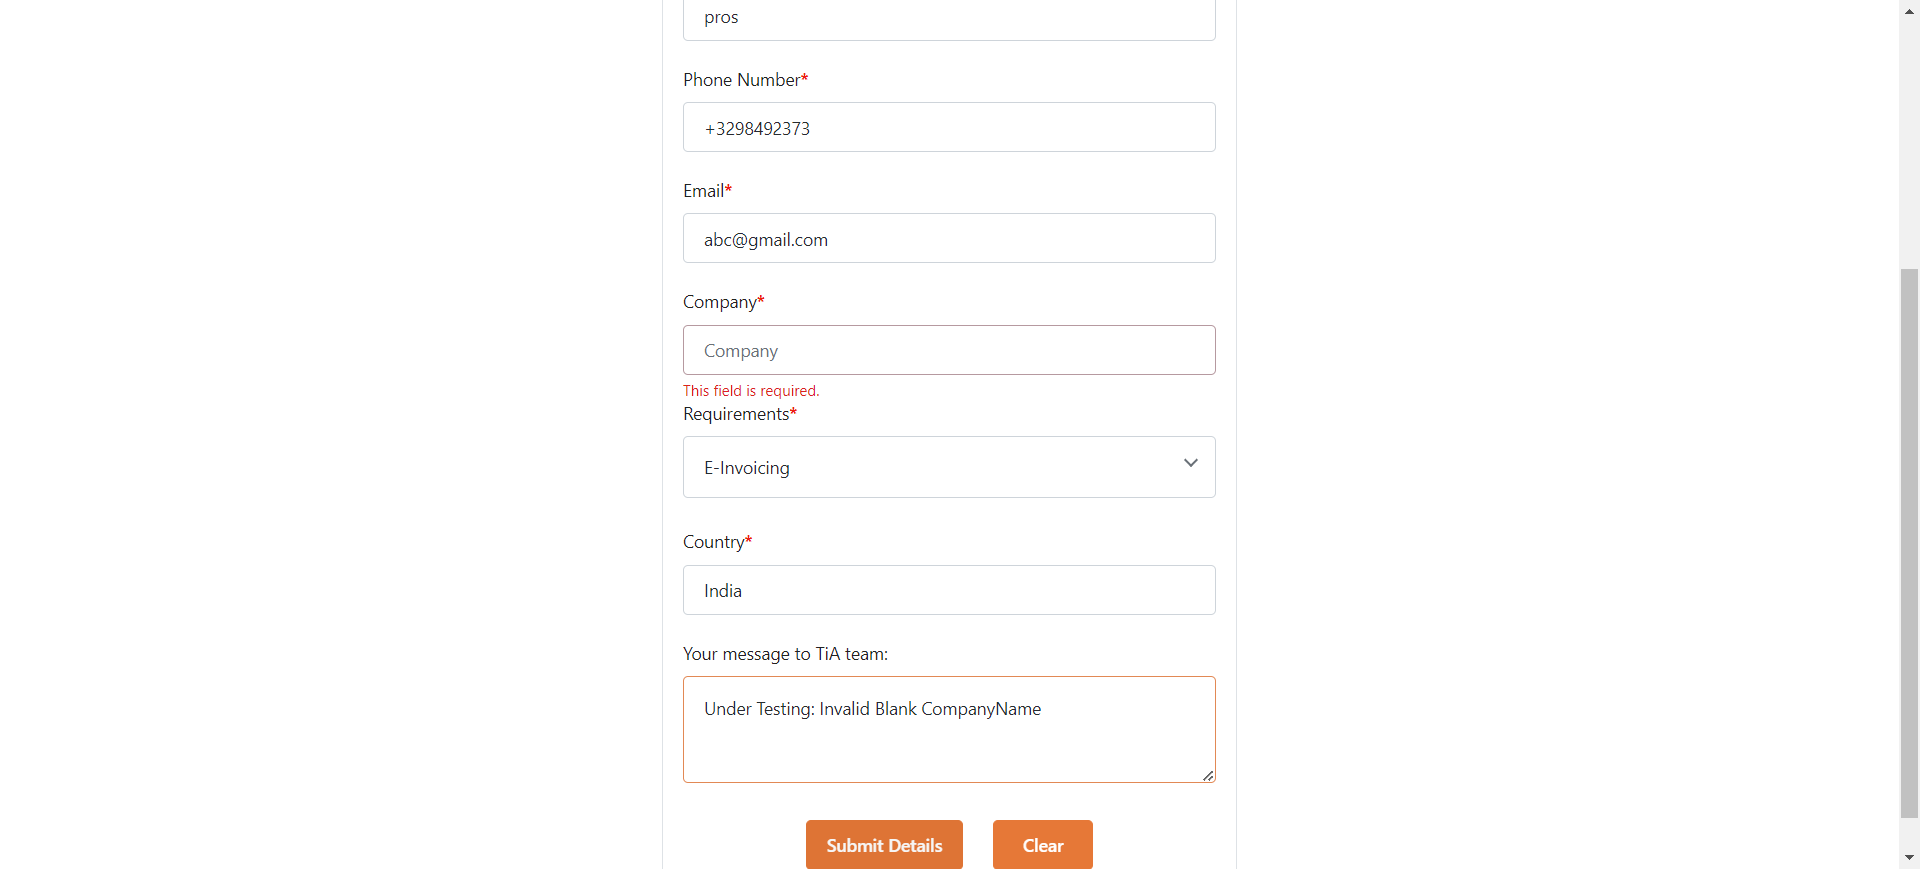 pros
Phone Number*
+3298492373
Email*
abc@gmail.com
Company*
Company
This field is required.
Requirements*
E-Invoicing
Country*
India
Your message to TiA team:
Under Testing: Invalid Blank CompanyName
Submit Details
Clear